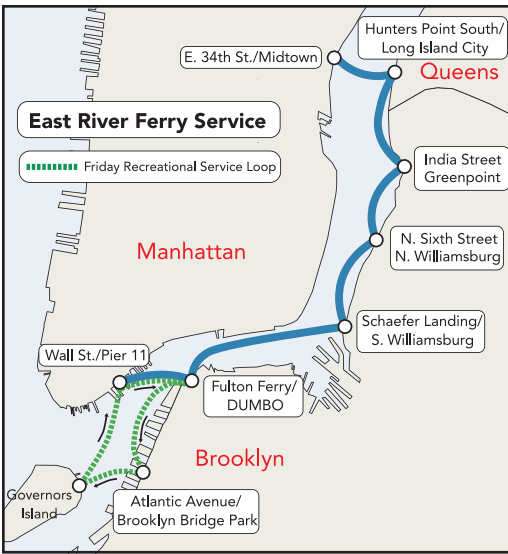 Hunters Point South/
Long Island City
E. 34th St./Midtown
Queens
East River Ferry Service
Friday Recreational Service Loop
India Street
Greenpoint
Manhattan
N. Sixth Street
N. Williamsburg
Schaefer Landing/
S. Williamsburg
Wall St./Pier 11
Fulton Ferry/
DUMBO
Brooklyn
Governors
Island
Atlantic Avenue/
Brooklyn Bridge Park